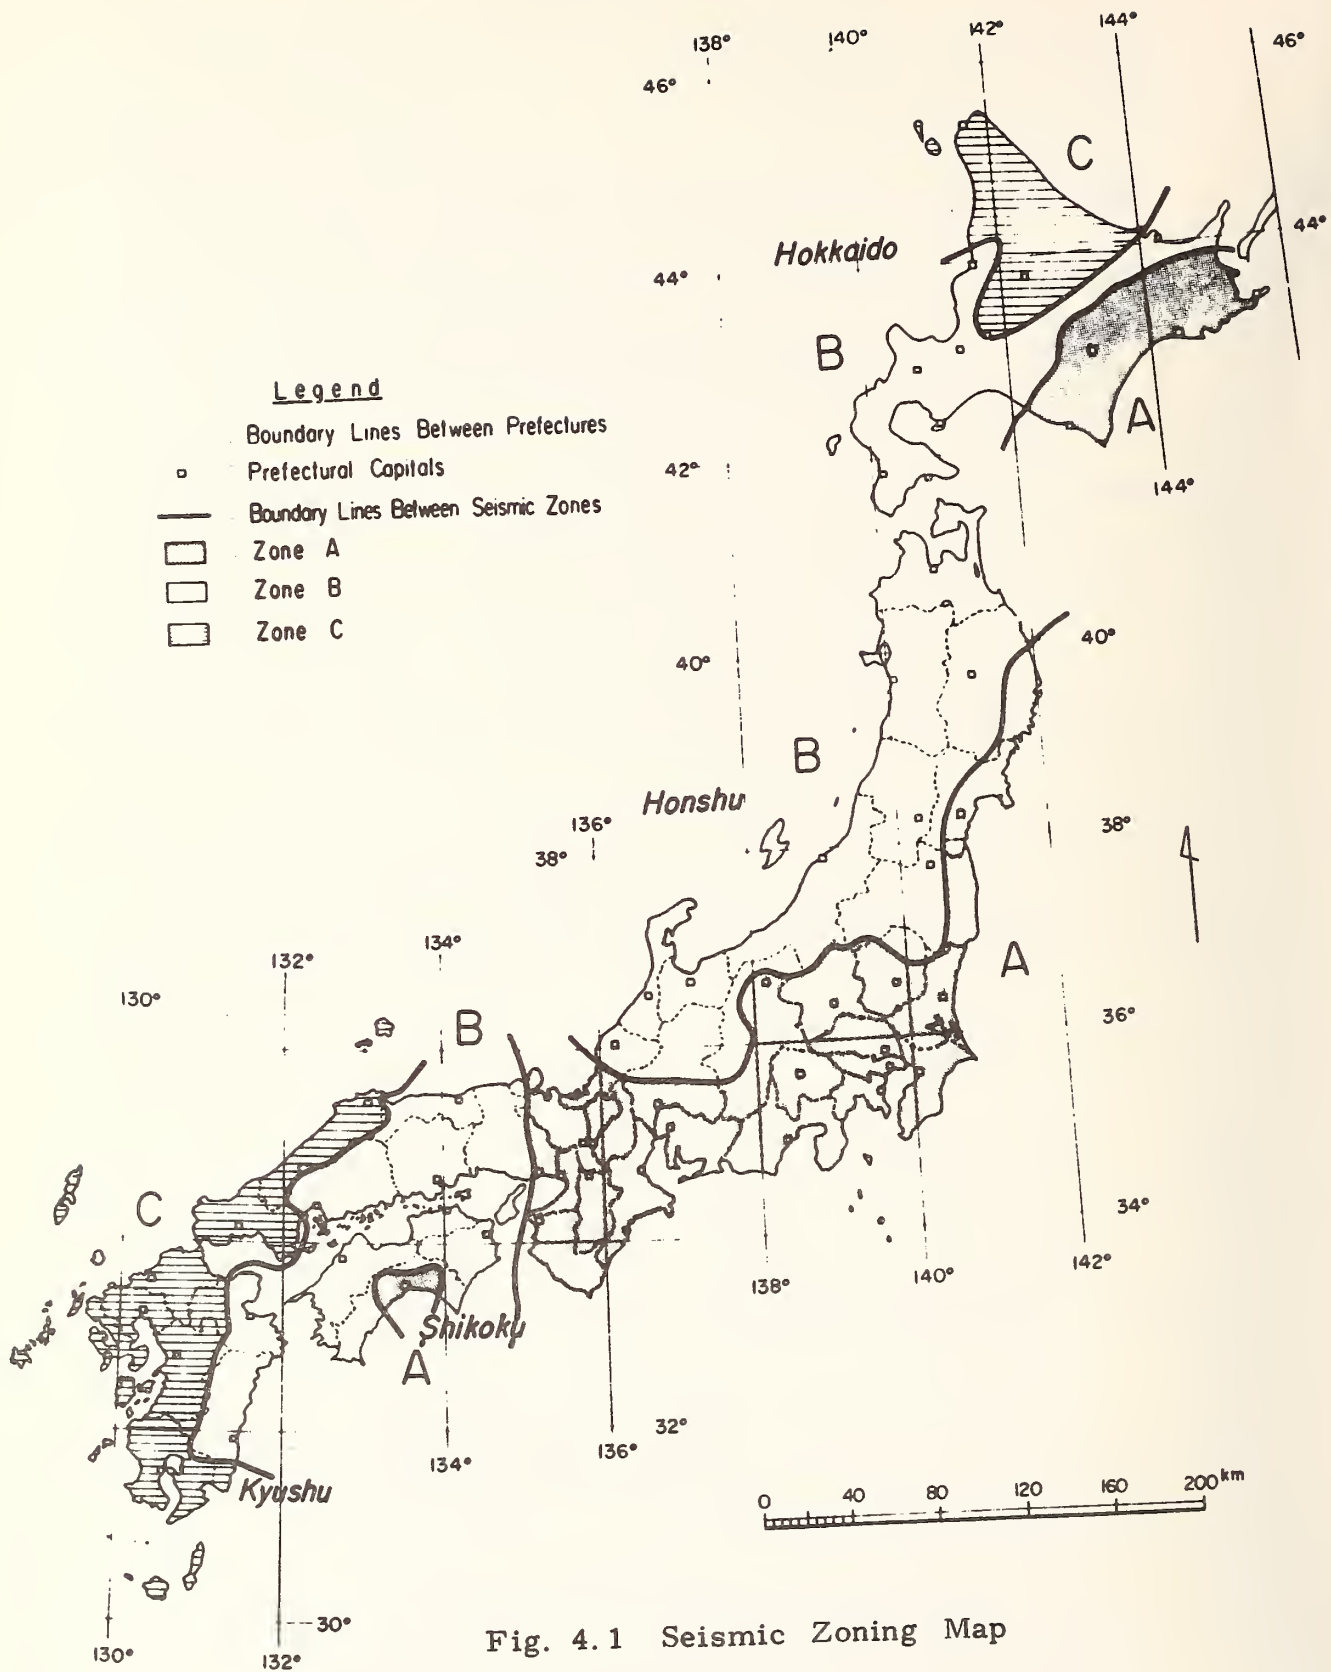 138°
140°
142°
144°
46°
46°
C
Hokkaido
44°
44°
B
A
144°
Legend
Boundary Lines Between Prefectures
Prefectural Capitals
Boundary Lines Between Seismic Zones
Zone A
Zone B
Zone C
42°
40°
40°
B
Honshu
136°
38°
38°
134°
132°
130°
A
36°
B
C
34°
142°
140°
138°
Shikoku
A
32°
136°
134°
Kyushu
0 40 80 120 160 200 km
30°
130°
132°
Fig. 4.1 Seismic Zoning Map